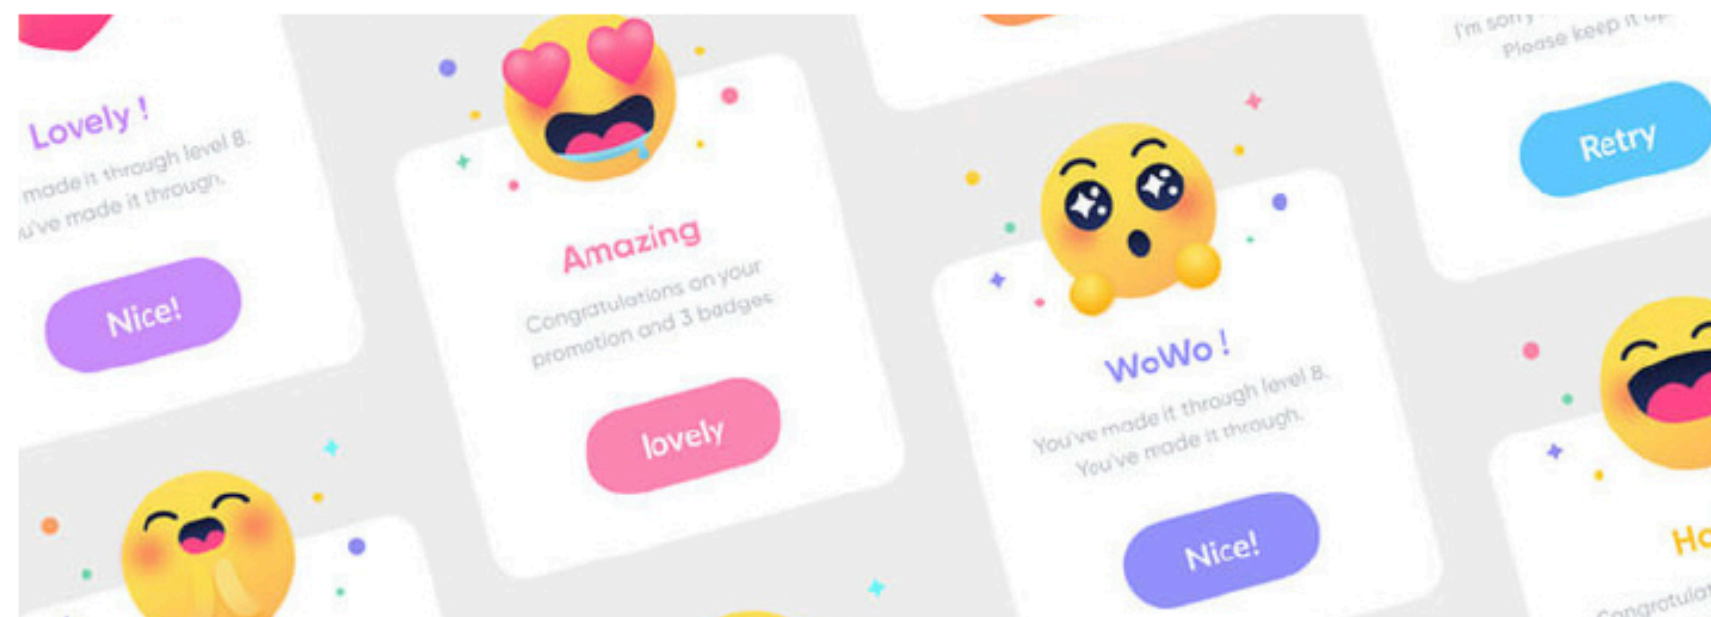 Lovely !
made it through level 8.
u've made it through.
Nice!
Amazing
Congratulations on your
promotion and 3 badges
lovely
WoWo !
You've made it through level 8.
You've made it through.
Nice!
I'm sorry
Please keep it up
Retry
Ho
Congratulat